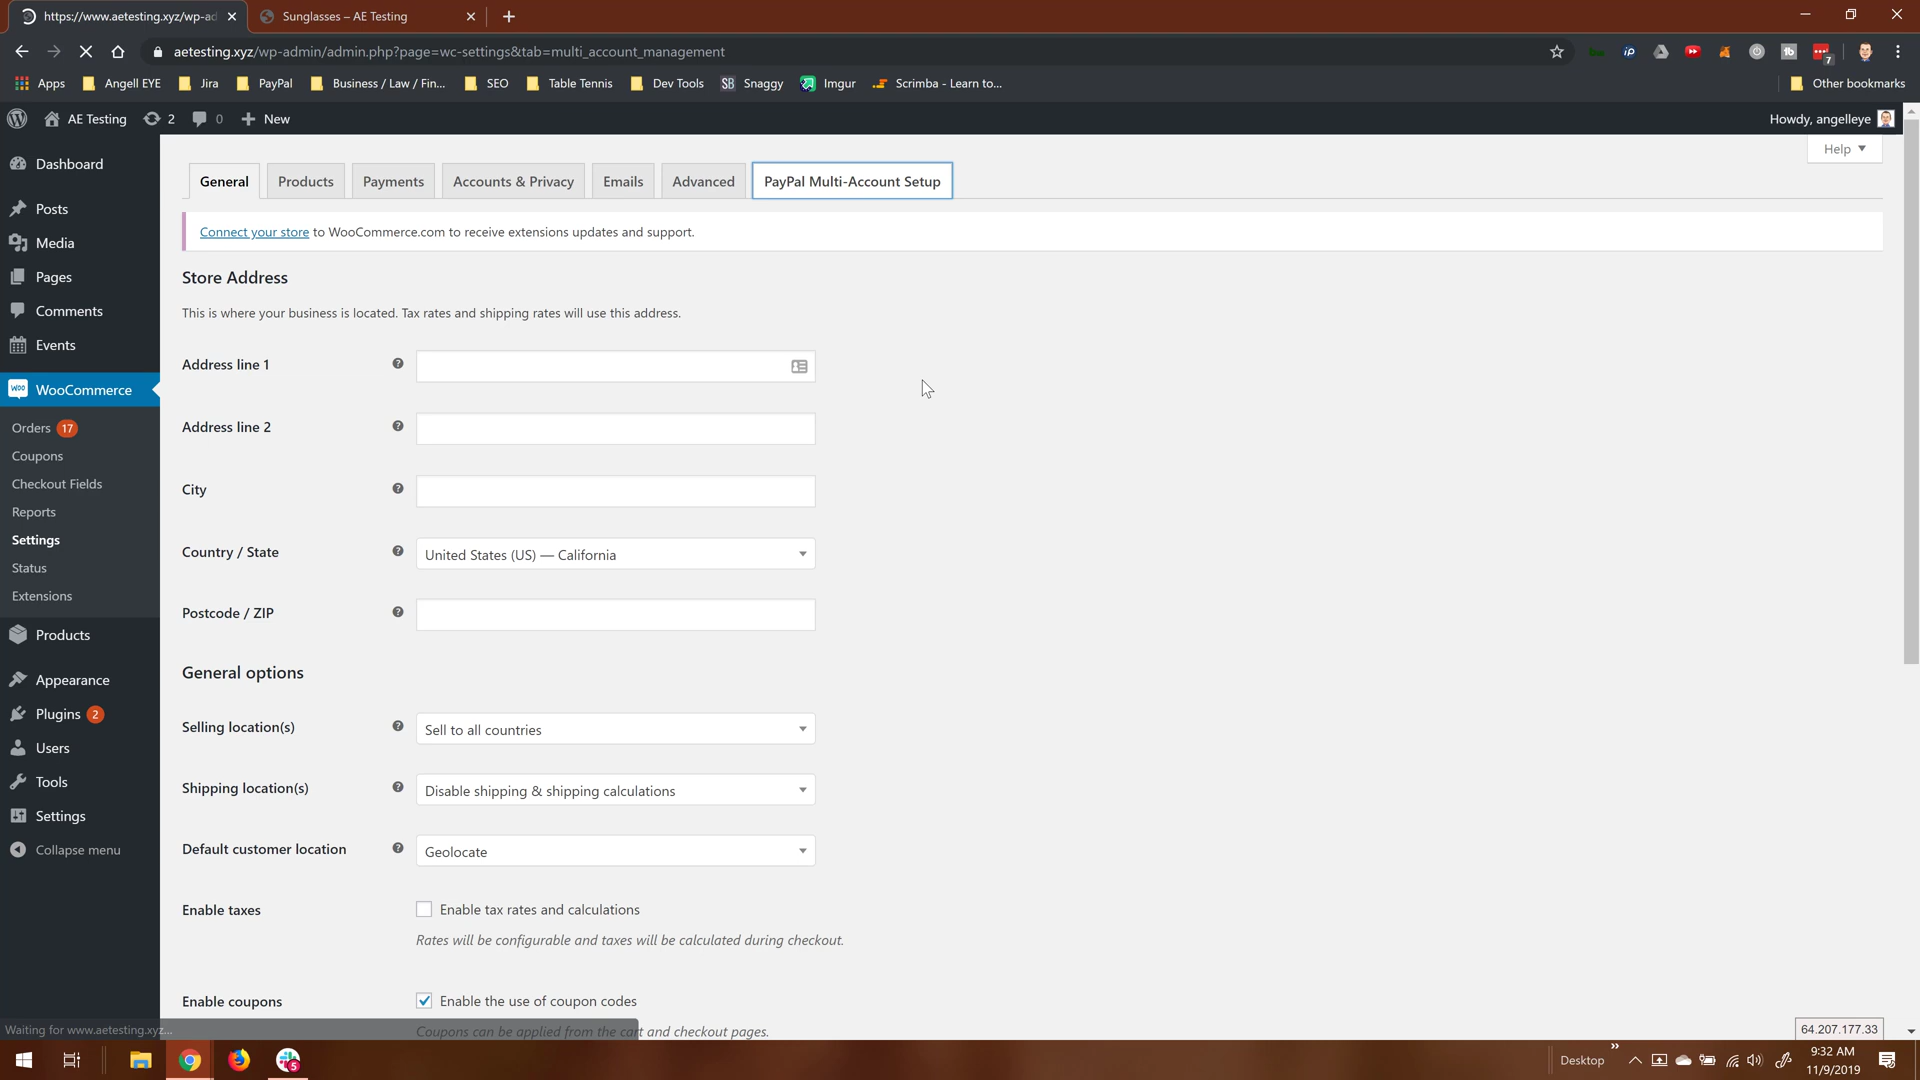 https://www.aetesting.xyz/wp-ad
Sunglasses – AE Testing
aetesting.xyz/wp-admin/admin.php?page=wc-settings&tab=multi_account_management
7
Apps
Angell EYE
Jira
PayPal
Business / Law / Fin...
SEO
Table Tennis
Dev Tools
SB Snaggy
Imgur
Scrimba - Learn to...
Other bookmarks
AE Testing
2
0
New
Howdy, angelleye
Help
Dashboard
Posts
Media
Pages
Comments
Events
WooCommerce
Orders 17
Coupons
Checkout Fields
Reports
Settings
Status
Extensions
Products
Appearance
Plugins 2
Users
Tools
Settings
Collapse menu
General
Products
Payments
Accounts & Privacy
Emails
Advanced
PayPal Multi-Account Setup
Connect your store to WooCommerce.com to receive extensions updates and support.
Store Address
This is where your business is located. Tax rates and shipping rates will use this address.
Address line 1
Address line 2
City
Country / State
United States (US) — California
Postcode / ZIP
General options
Selling location(s)
Sell to all countries
Shipping location(s)
Disable shipping & shipping calculations
Default customer location
Geolocate
Enable taxes
Enable tax rates and calculations
Rates will be configurable and taxes will be calculated during checkout.
Enable coupons
Enable the use of coupon codes
Coupons can be applied from the cart and checkout pages.
Waiting for www.aetesting.xyz...
64.207.177.33
5
Desktop
9:32 AM
11/9/2019